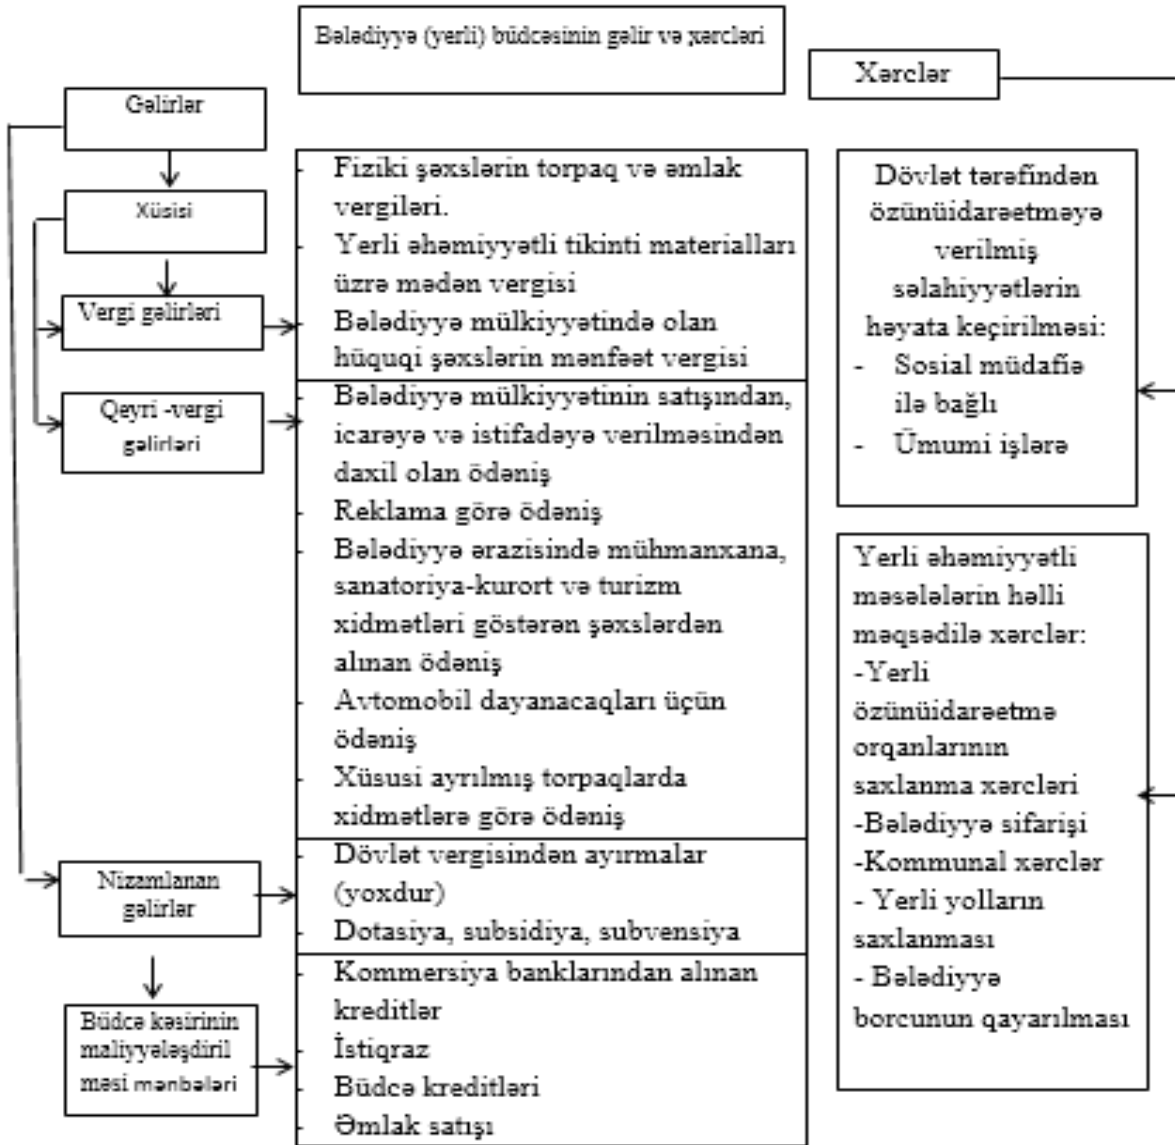 Bələdiyyə (yerli) büdcəsinin gəlir və xərcləri
Xərclər
Gəlirlər
Xüsisi
Vergi gəlirləri
Qeyri -vergi
gəlirləri
Nizamlanan
gəlirlər
Büdcə kəsirinin
maliyyələşdiril
məsi mənbələri
- Fiziki şəxslərin torpaq və əmlak
vergiləri.
- Yerli əhəmiyyətli tikinti materialları
üzrə mədən vergisi
- Bələdiyyə mülkiyyətində olan
hüquqi şəxslərin mənfəət vergisi
- Bələdiyyə mülkiyyətinin satışından,
icarəyə və istifadəyə verilməsindən
daxil olan ödəniş
- Reklama görə ödəniş
- Bələdiyyə ərazisində mühmanxana,
sanatoriya-kurort və turizm
xidmətləri göstərən şəxslərdən
alınan ödəniş
- Avtomobil dayanacaqları üçün
ödəniş
- Xüsusi ayrılmış torpaqlarda
xidmətlərə görə ödəniş
- Dövlət vergisindən ayırmalar
(yoxdur)
- Dotasiya, subsidiya, subvensiya
- Kommersiya banklarından alınan
kreditlər
- İstiqraz
- Büdcə kreditləri
- Əmlak satışı
Dövlət tərəfindən
özünüidarəetməyə
verilmiş
səlahiyyətlərin
həyata keçirilməsi:
- Sosial müdafiə
ilə bağlı
- Ümumi işlərə
Yerli əhəmiyyətli
məsələlərin həlli
məqsədilə xərclər:
-Yerli
özünüidarəetmə
orqanlarının
saxlanma xərcləri
-Bələdiyyə sifarişi
-Kommunal xərclər
- Yerli yolların
saxlanması
- Bələdiyyə
borcunun qayarılması